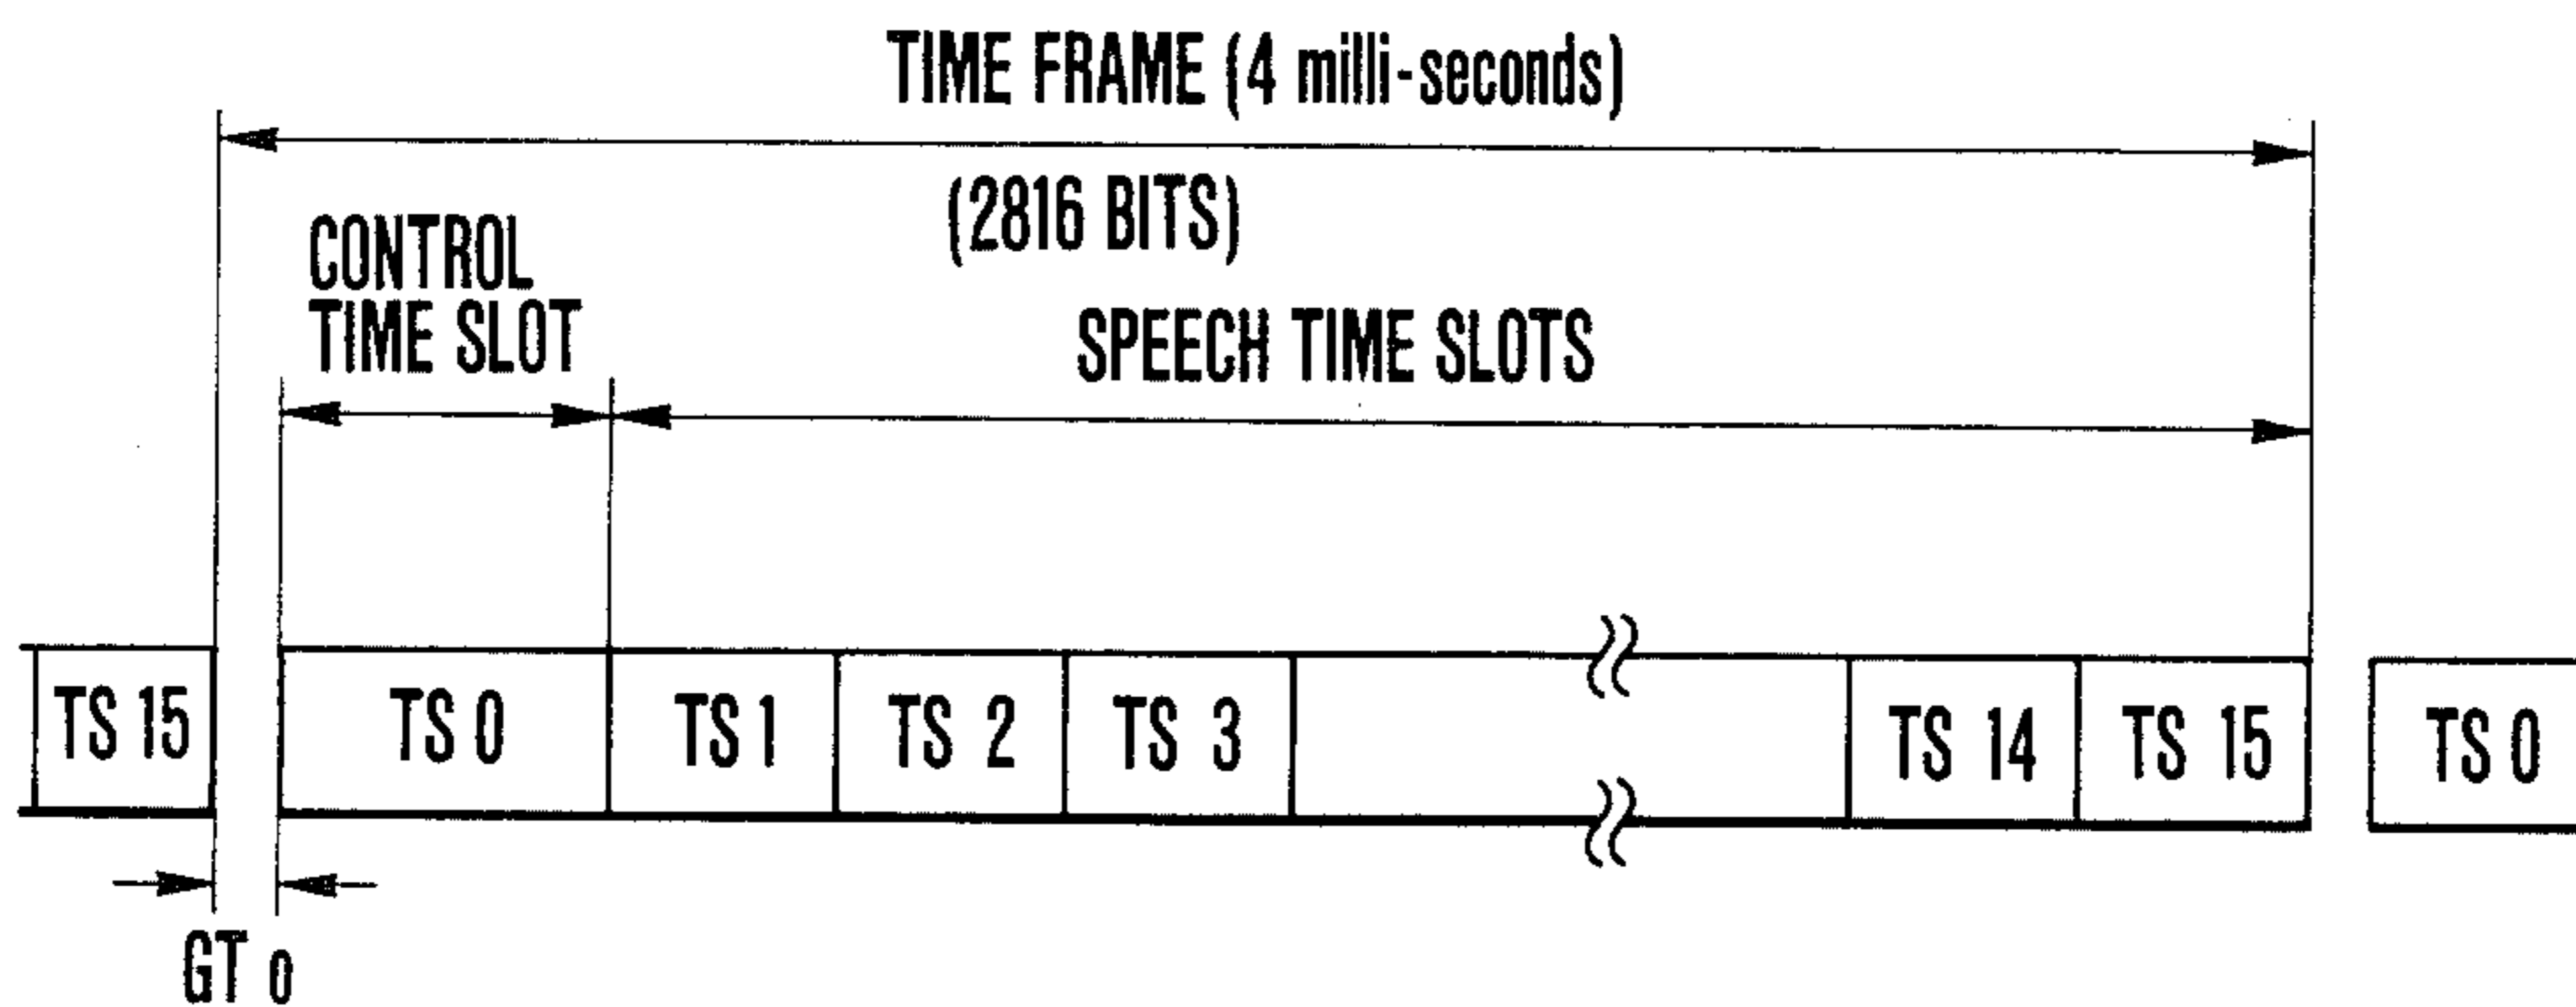 TIME FRAME (4 milli-seconds)
(2816 BITS)
CONTROL
TIME SLOT
SPEECH TIME SLOTS
TS 15
TS 0
TS 1
TS 2
TS 3
TS 14
TS 15
TS 0
GT 0